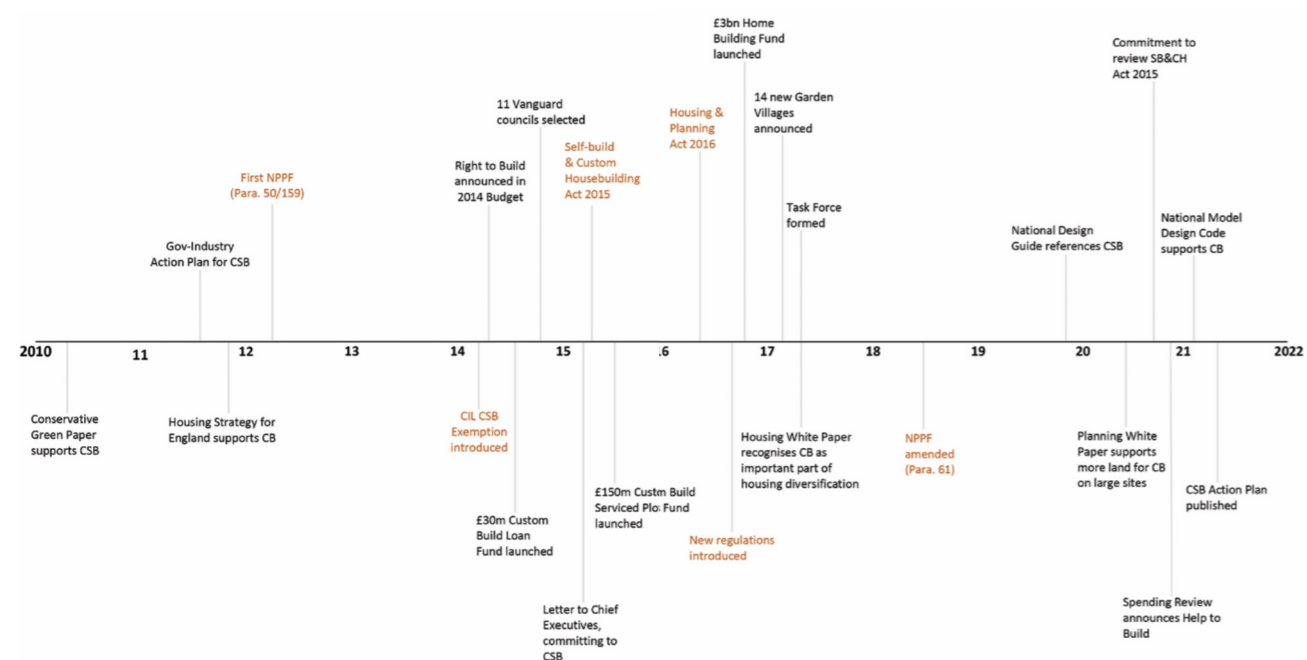 £3bn Home
Building Fund
launched
Commitment to
review SB&CH
Act 2015
11 Vanguard
councils selected
14 new Garden
Villages
announced
Housing &
Planning
Act 2016
Self-build
& Custom
Housebuilding
Act 2015
Right to Build
announced in
2014 Budget
First NPPF
(Para. 50/159)
Task Force
formed
National Model
Design Code
supports CB
National Design
Guide references CSB
Gov-Industry
Action Plan for CSB
2010 11 12 13 14 15 .6 17 18 19 20 21 2022
Conservative
Green Paper
supports CSB
Housing Strategy for
England supports CB
CIL CSB
Exemption
introduced
Housing White Paper
recognises CB as
important part of
housing diversification
NPPF
amended
(Para. 61)
Planning White
Paper supports
more land for CB
on large sites
£150m Custm Build
Serviced Plo: Fund
launched
CSB Action Plan
published
£30m Custom
Build Loan
Fund launched
New regulations
introduced
Letter to Chief
Executives,
committing to
CSB
Spending Review
announces Help to
Build